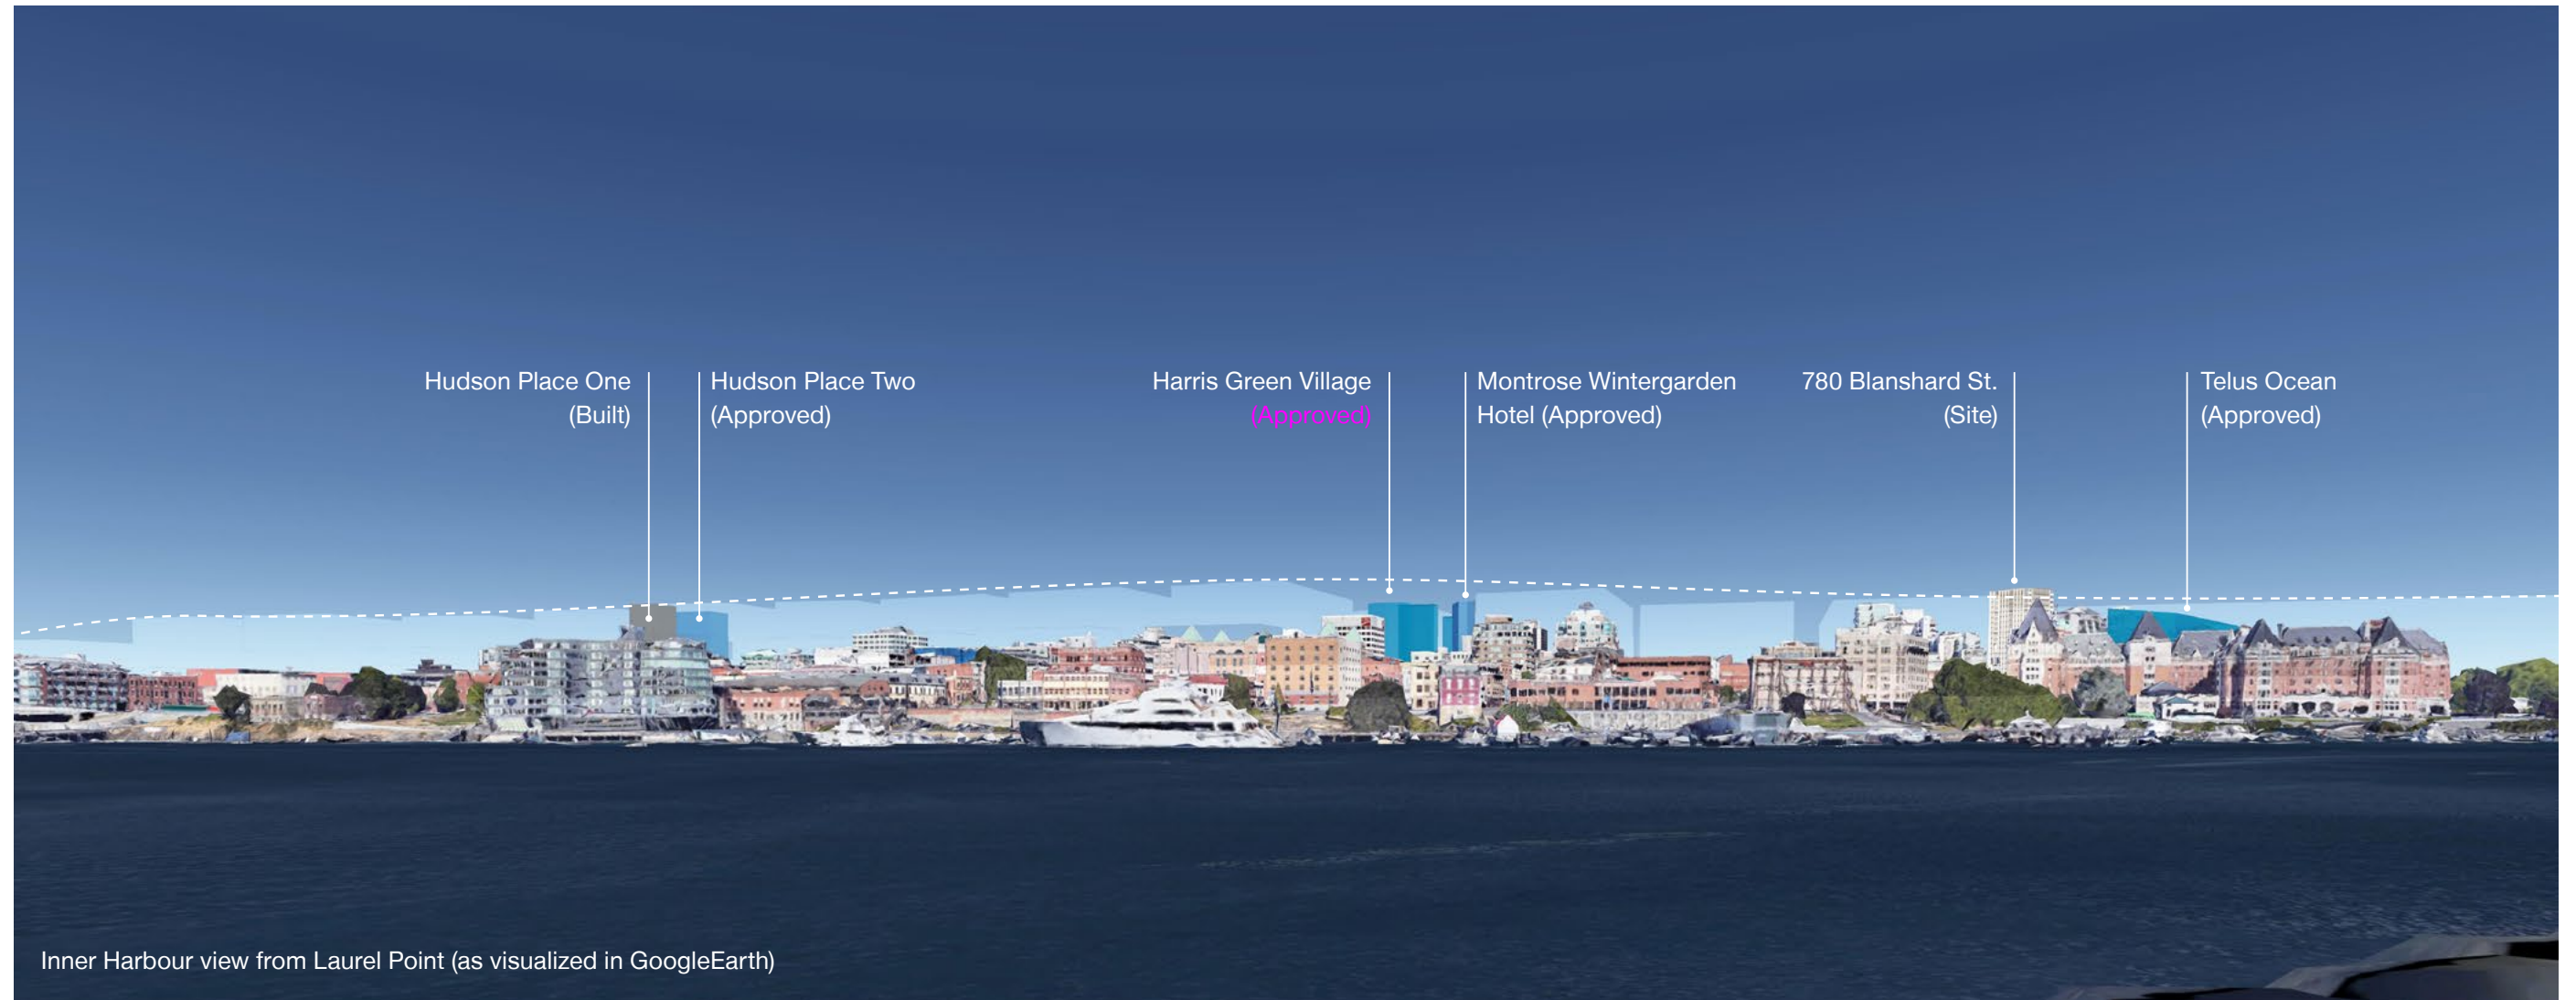 Hudson Place One
(Built)
Hudson Place Two
(Approved)
Harris Green Village
(Approved)
Montrose Wintergarden
Hotel (Approved)
780 Blanshard St.
(Site)
Telus Ocean
(Approved)
Inner Harbour view from Laurel Point (as visualized in GoogleEarth)